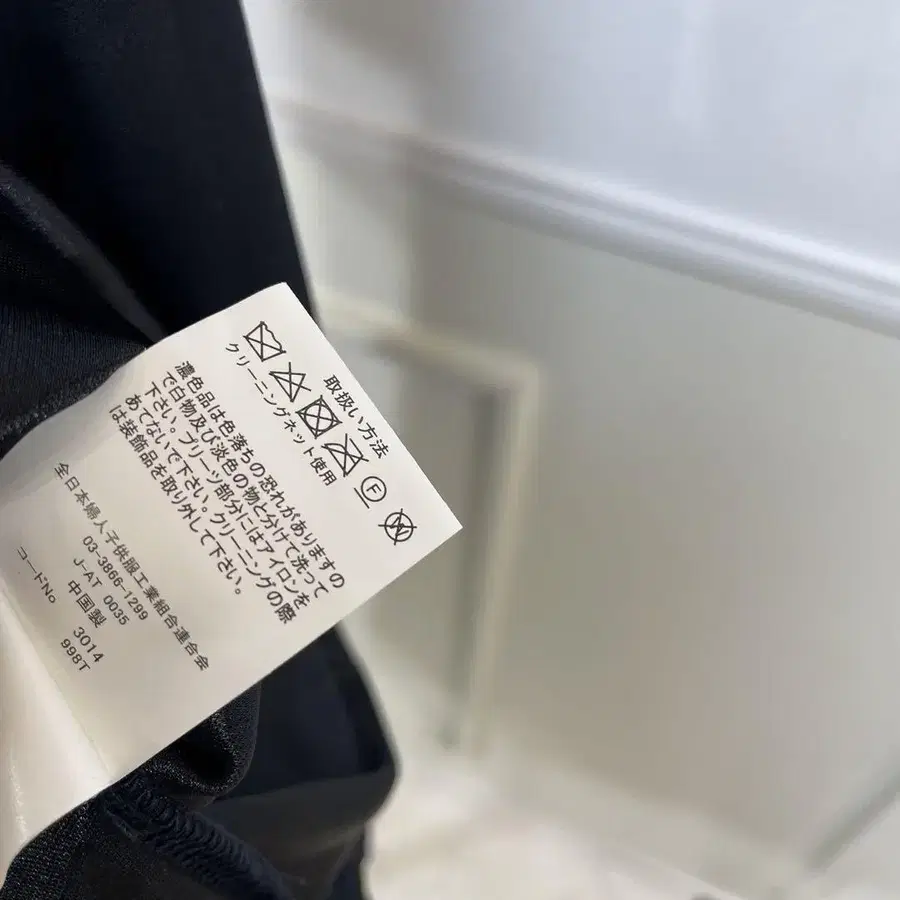 取扱い方法
F
W
クリーニングネット使用
濃色品は色落ちの恐れがありますの
で白物及び淡色の物と分けて洗って
下さい。プリーツ部分にはアイロンを
あてないで下さい。クリーニングの際
は装飾品を取り外して下さい。
全日本婦人子供服工業組合連合会
03-3866-1299
J-AT 0035
中国製
コードNo 3014
998T